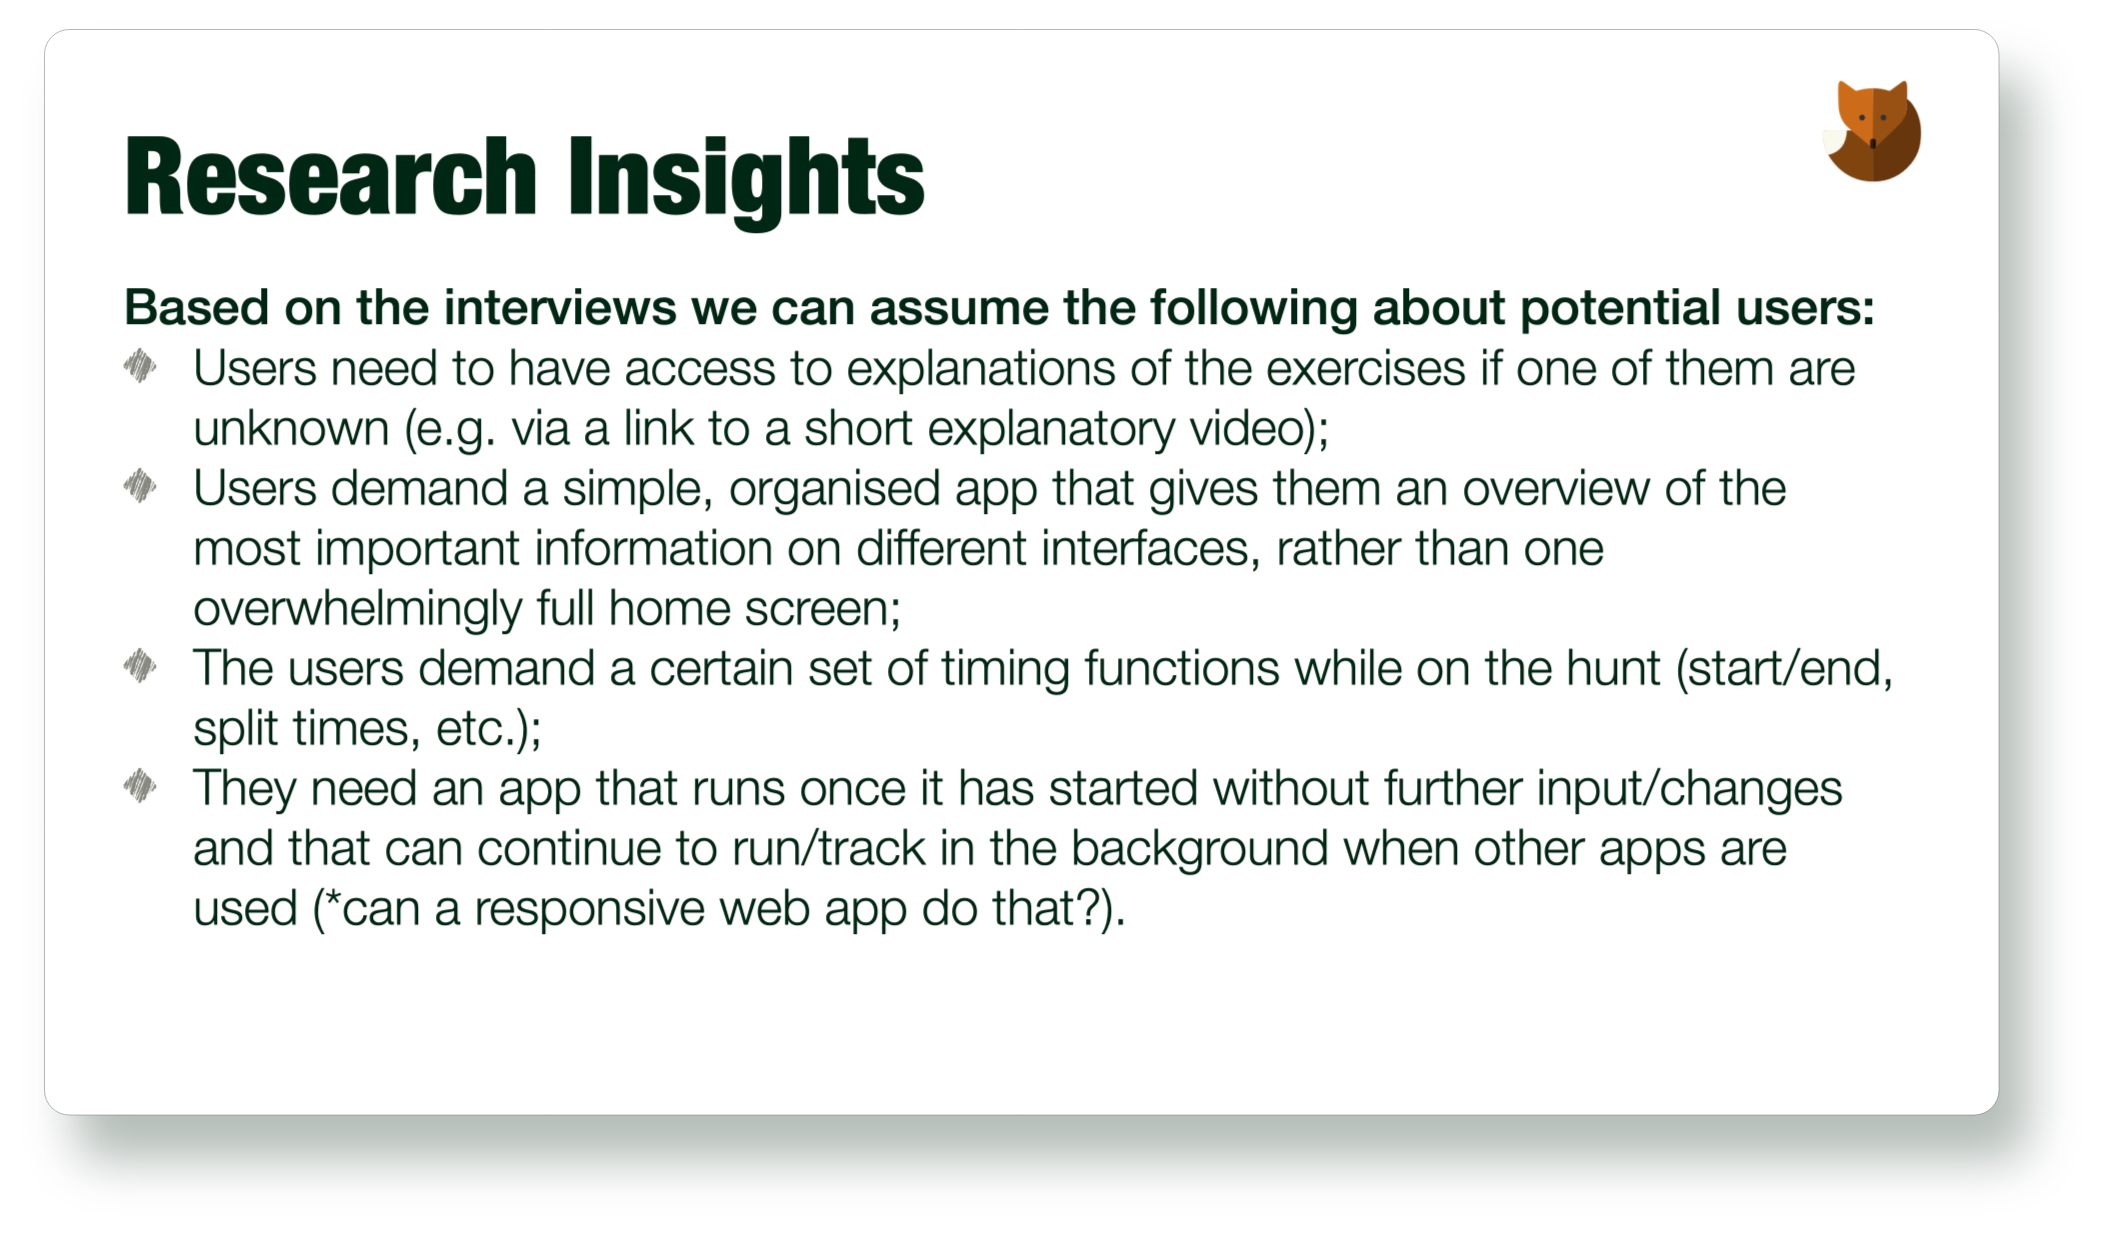 Research Insights
Based on the interviews we can assume the following about potential users:
Users need to have access to explanations of the exercises if one of them are
unknown (e.g. via a link to a short explanatory video);
Users demand a simple, organised app that gives them an overview of the
most important information on different interfaces, rather than one
overwhelmingly full home screen;
The users demand a certain set of timing functions while on the hunt (start/end,
split times, etc.);
They need an app that runs once it has started without further input/changes
and that can continue to run/track in the background when other apps are
used (*can a responsive web app do that?).